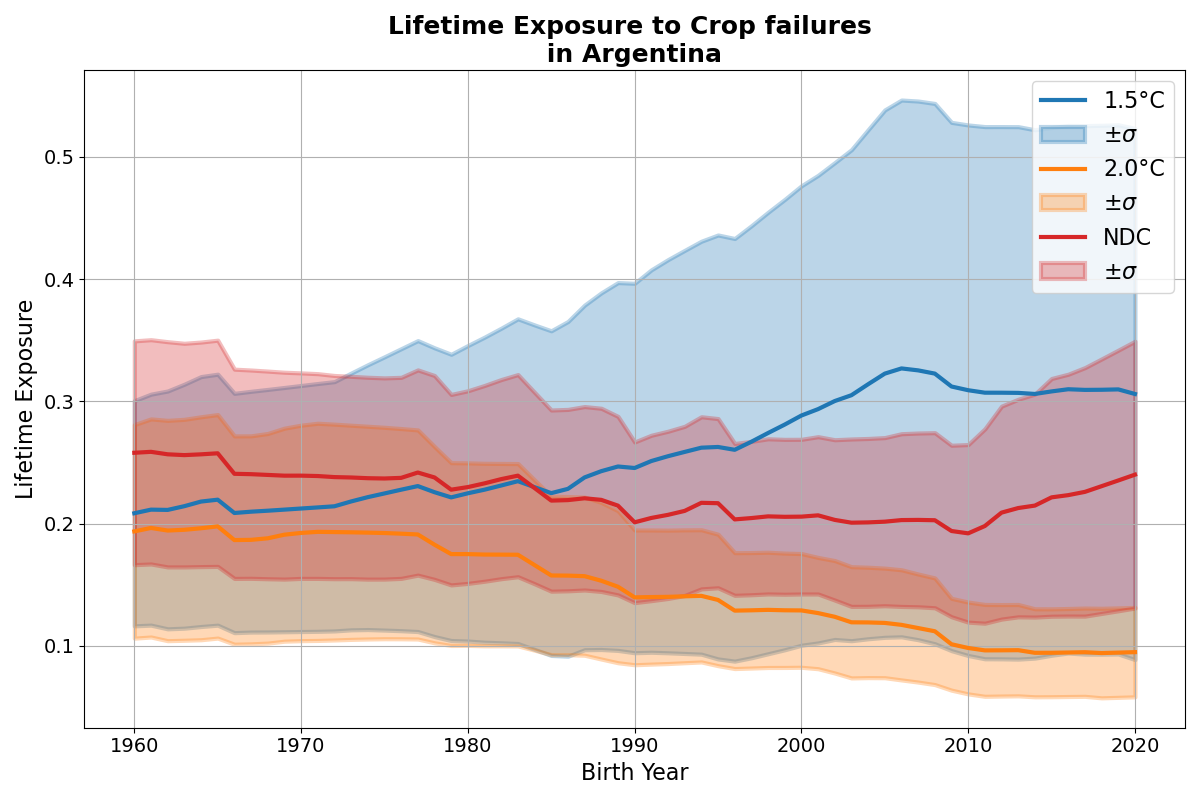 Lifetime Exposure to Crop failures
in Argentina
1.5°C
±σ
2.0°C
±σ
NDC
±σ
Lifetime Exposure
0.5
0.4
0.3
0.2
0.1
1960 1970 1980 1990 2000 2010 2020
Birth Year